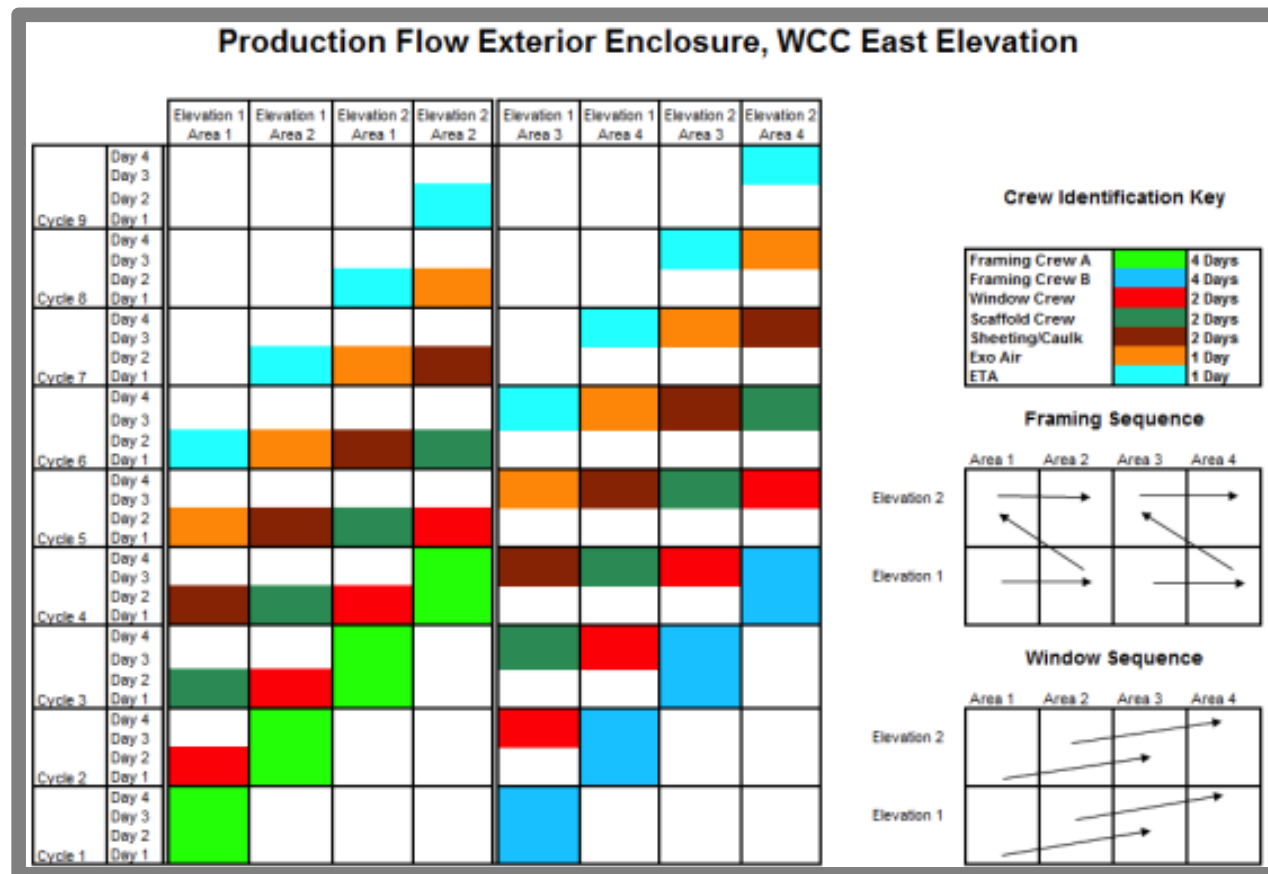 Production Flow Exterior Enclosure, WCC East Elevation
Elevation 1 Elevation 1 Elevation 2 Elevation 2 Elevation 1 Elevation 1 Elevation 2 Elevation 2
Area 1 Area 2 Area 1 Area 2 Area 3 Area 4 Area 3 Area 4
Day 4
Day 3
Day 2
Cycle 9 Day 1
Day 4
Day 3
Day 2
Cycle 8 Day 1
Day 4
Day 3
Day 2
Cycle 7 Day 1
Day 4
Day 3
Day 2
Cycle 6 Day 1
Day 4
Day 3
Day 2
Cycle 5 Day 1
Day 4
Day 3
Day 2
Cycle 4 Day 1
Day 4
Day 3
Day 2
Cycle 3 Day 1
Day 4
Day 3
Day 2
Cycle 2 Day 1
Day 4
Day 3
Day 2
Cycle 1 Day 1
Crew Identification Key
Framing Crew A 4 Days
Framing Crew B 4 Days
Window Crew 2 Days
Scaffold Crew 2 Days
Sheeting/Caulk 2 Days
Exo Air 1 Day
ETA 1 Day
Framing Sequence
Area 1 Area 2 Area 3 Area 4
Elevation 2
Elevation 1
Window Sequence
Area 1 Area 2 Area 3 Area 4
Elevation 2
Elevation 1